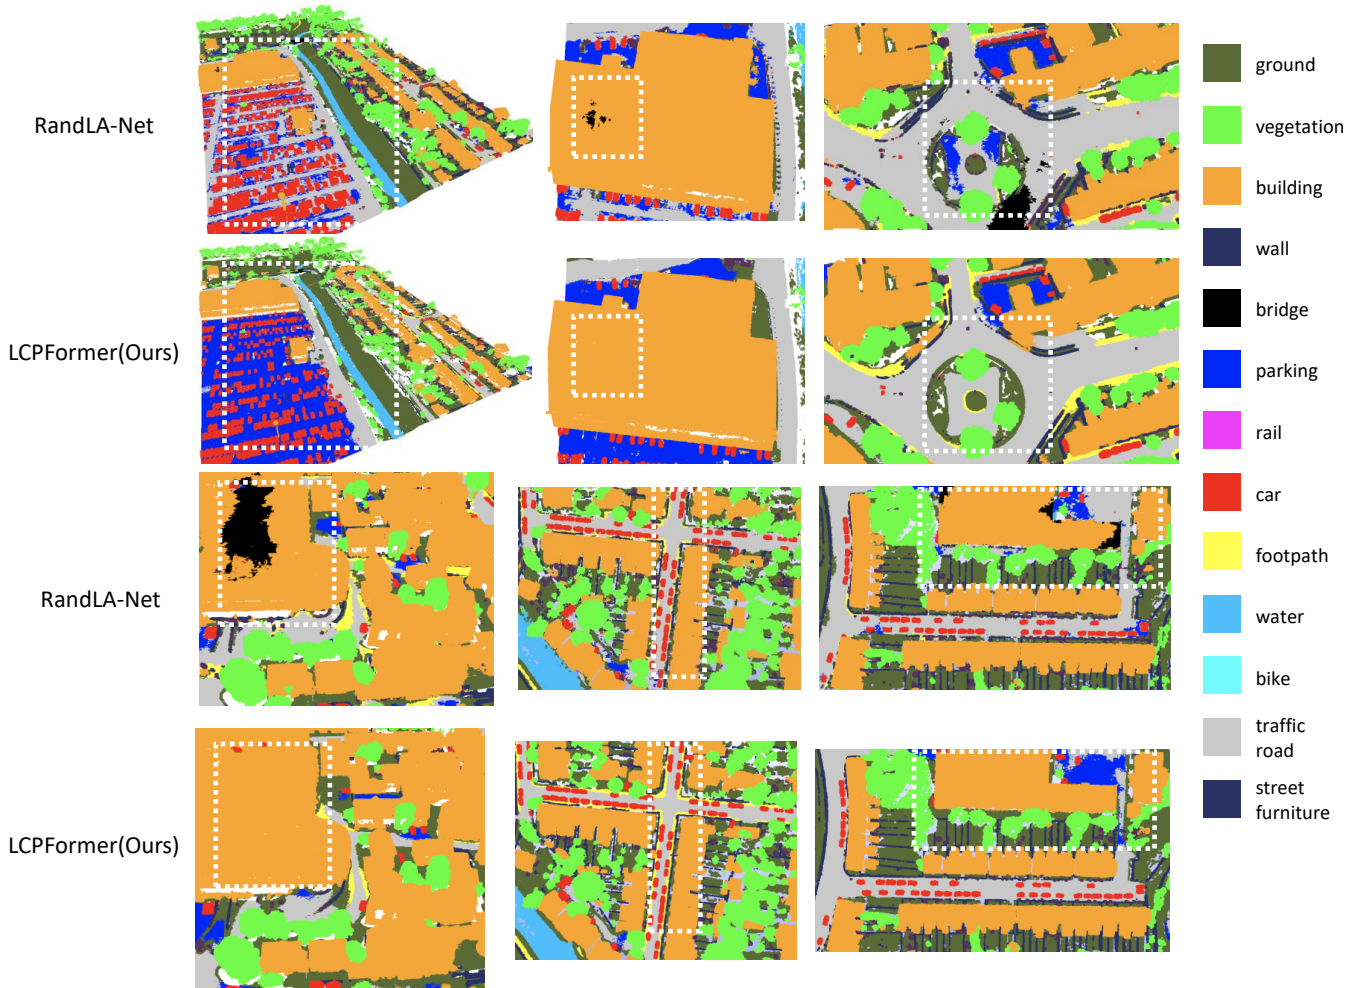 RandLA-Net
LCPFormer(Ours)
RandLA-Net
LCPFormer(Ours)
ground
vegetation
building
wall
bridge
parking
rail
car
footpath
water
bike
traffic
road
street
furniture